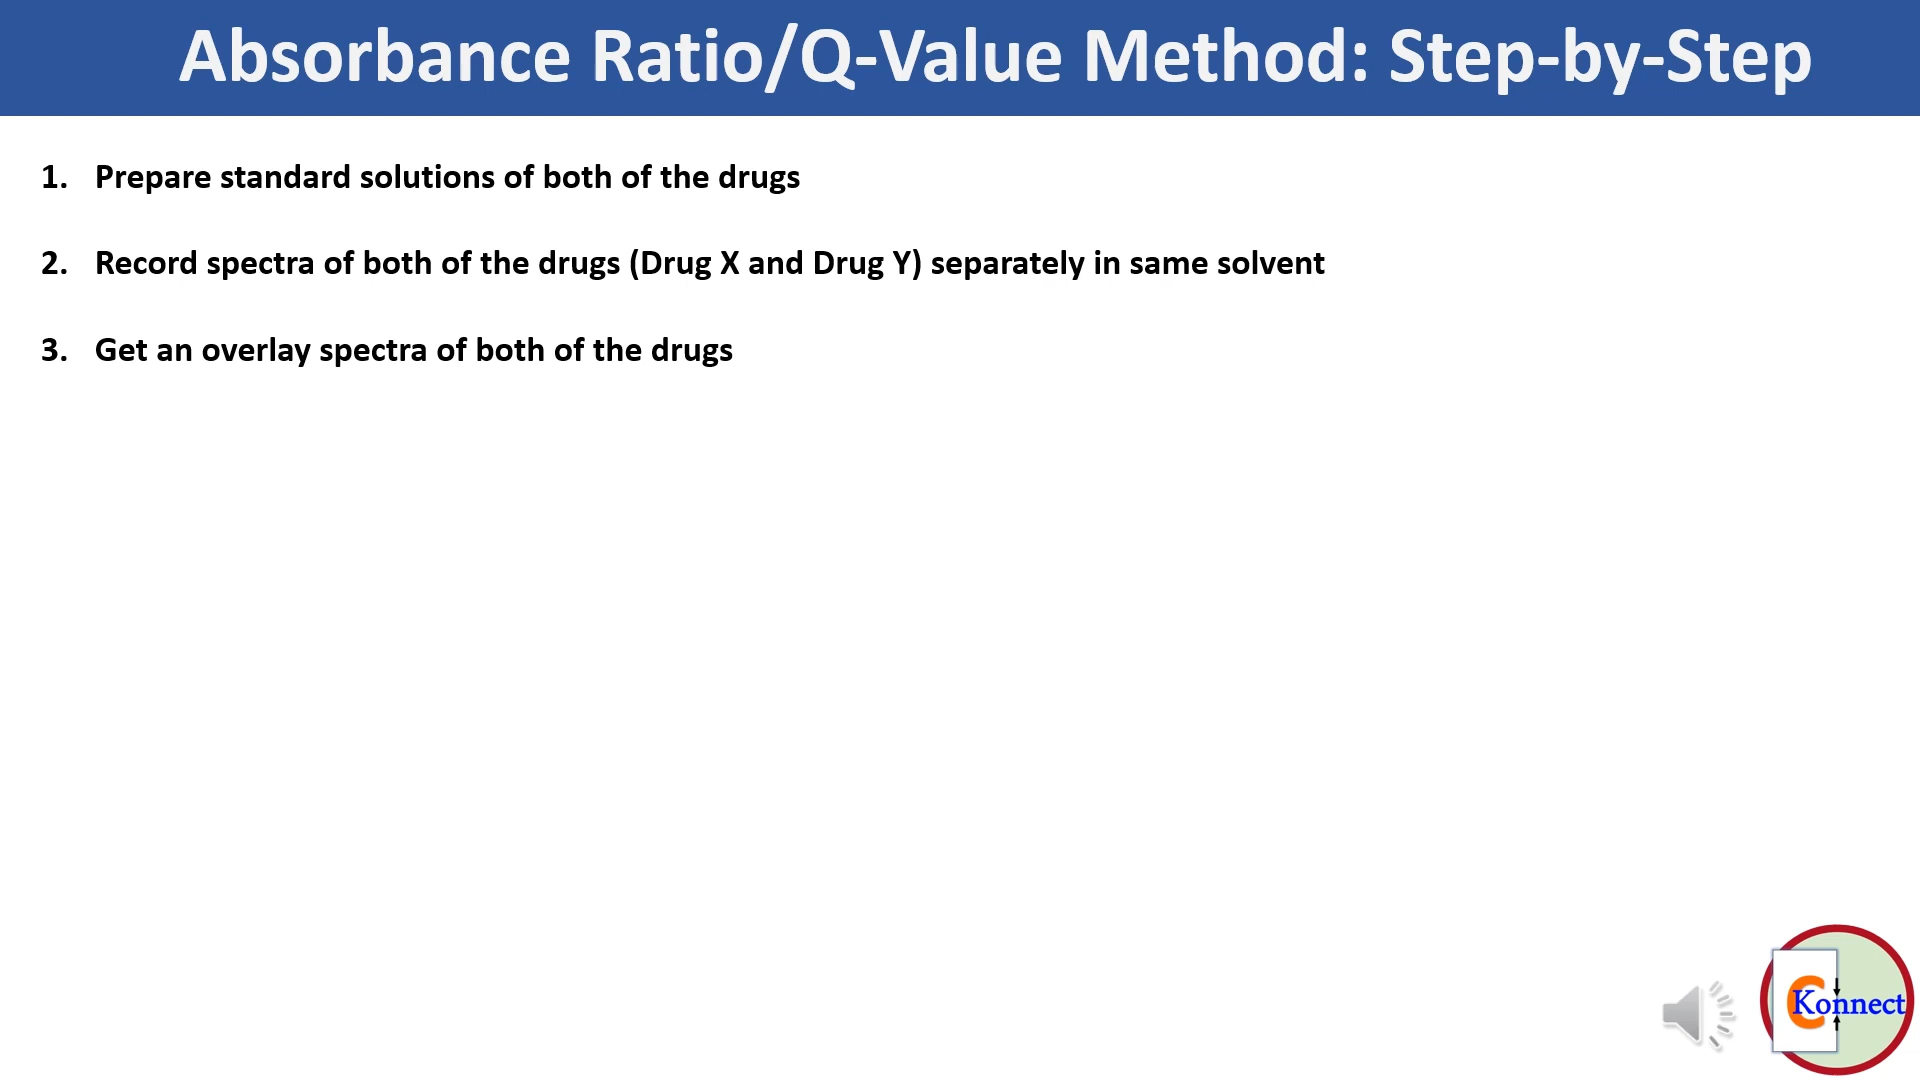 Absorbance Ratio/Q-Value Method: Step-by-Step
1. Prepare standard solutions of both of the drugs
2. Record spectra of both of the drugs (Drug X and Drug Y) separately in same solvent
3. Get an overlay spectra of both of the drugs
C
Konnect